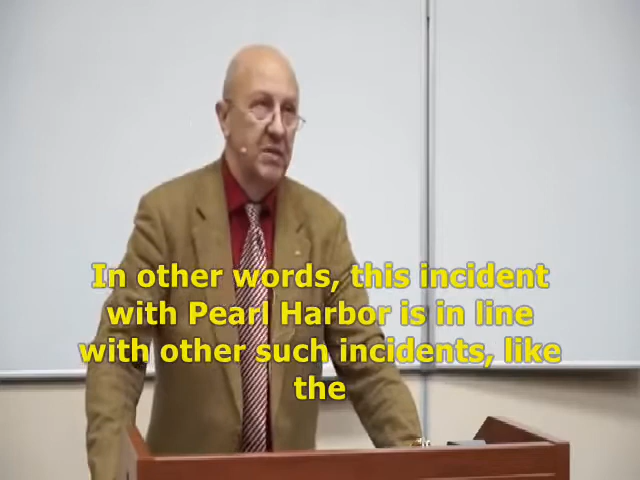 In other words, this incident
with Pearl Harbor is in line
with other such incidents, like
the